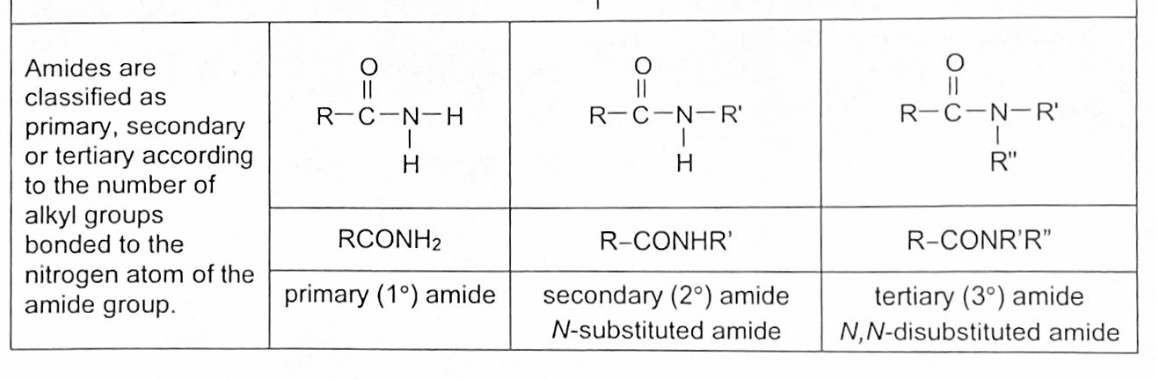 Amides are
classified as
primary, secondary
or tertiary according
to the number of
alkyl groups
bonded to the
nitrogen atom of the
amide group.
O
||
R–C–N–H
|
H
O
||
R–C–N–R'
|
H
O
||
R–C–N–R'
|
R"
RCONH₂
R–CONHR'
R–CONR'R"
primary (1°) amide
secondary (2°) amide
N-substituted amide
tertiary (3°) amide
N,N-disubstituted amide